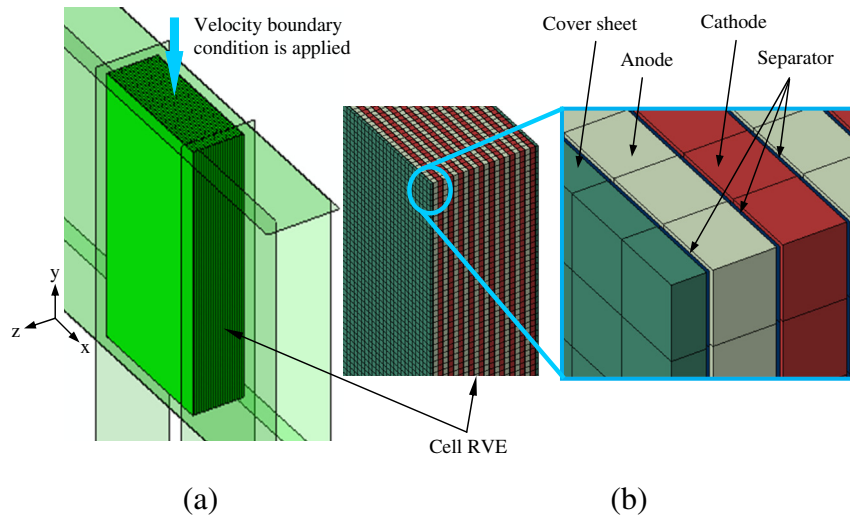 Velocity boundary
condition is applied
Cover sheet
Anode
Cathode
Separator
y
z
x
Cell RVE
(a)
(b)